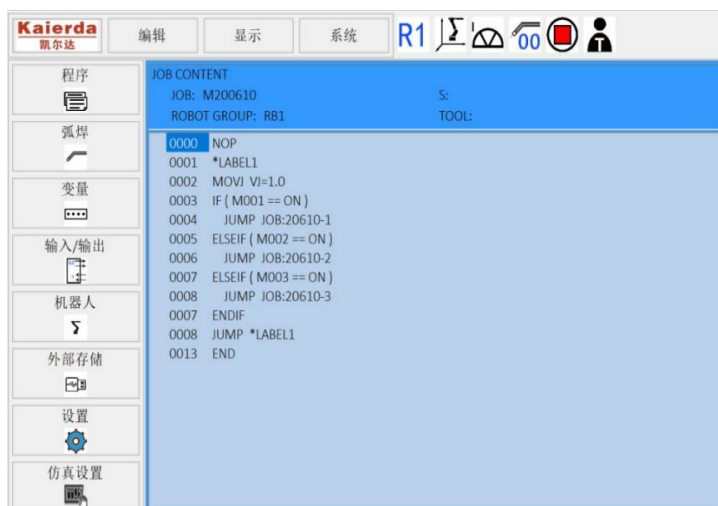 Kaierda
凯尔达
编辑
显示
系统
R1
00
T
程序
弧焊
变量
输入/输出
机器人
外部存储
设置
仿真设置
JOB CONTENT
JOB: M200610 S:
ROBOT GROUP: RB1 TOOL:
0000 NOP
0001 *LABEL1
0002 MOVJ VJ=1.0
0003 IF ( M001 == ON )
0004 JUMP JOB:20610-1
0005 ELSEIF ( M002 == ON )
0006 JUMP JOB:20610-2
0007 ELSEIF ( M003 == ON )
0008 JUMP JOB:20610-3
0007 ENDIF
0008 JUMP *LABEL1
0013 END